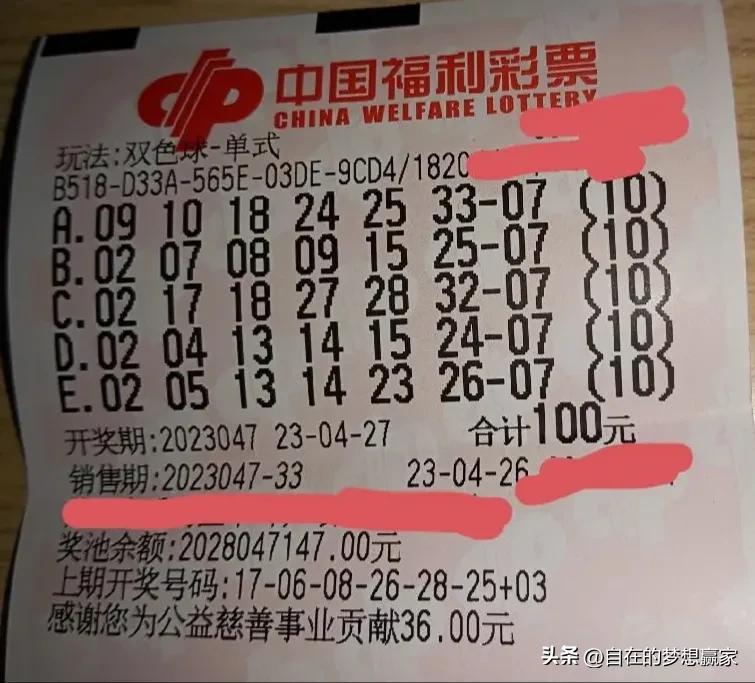 中国福利彩票
CHINA WELFARE LOTTERY
玩法:双色球-单式
B518-D33A-565E-03DE-9CD4/1820
A.09 10 18 24 25 33-07 (10)
B.02 07 08 09 15 25-07 (10)
C.02 17 18 27 28 32-07 (10)
D.02 04 13 14 15 24-07 (10)
E.02 05 13 14 23 26-07 (10)
开奖期:2023047 23-04-27 合计100元
销售期:2023047-33 23-04-26
奖池余额:2028047147.00元
上期开奖号码:17-06-08-26-28-25+03
感谢您为公益慈善事业贡献36.00元
头条 @自在的梦想赢家